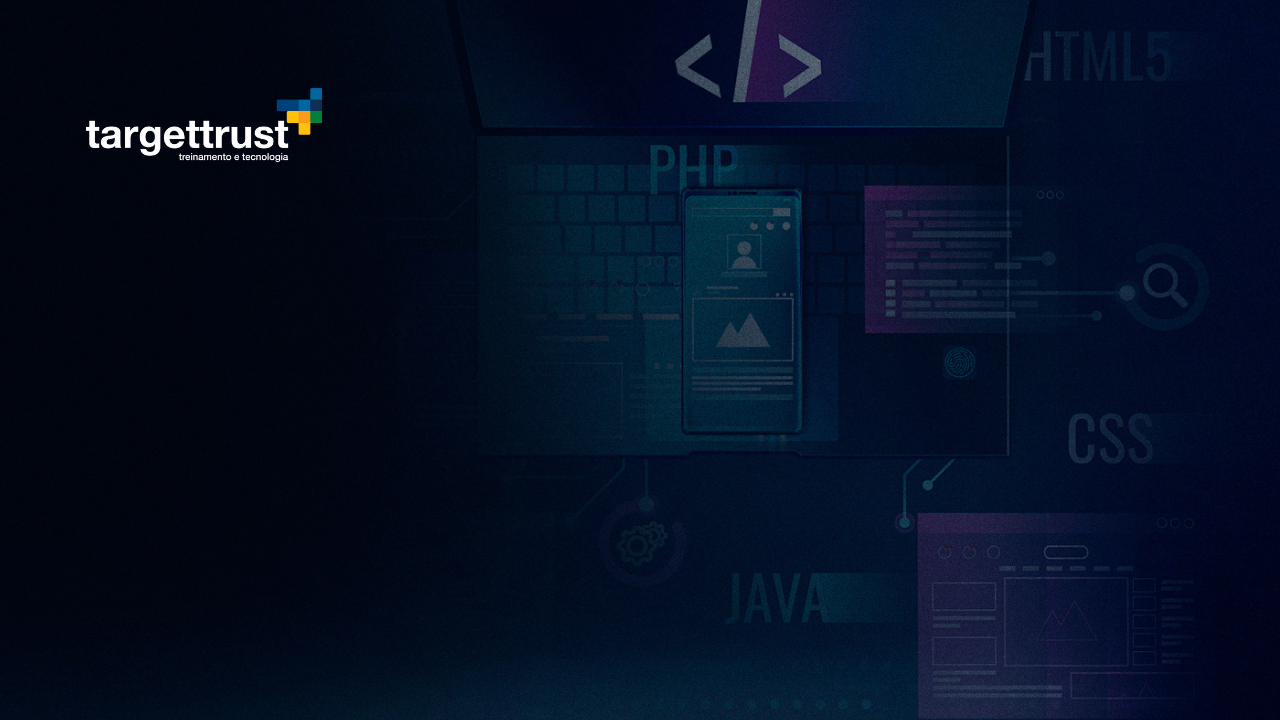 </>
HTML5
targettrust
treinamento e tecnologia
PHP
CSS
JAVA